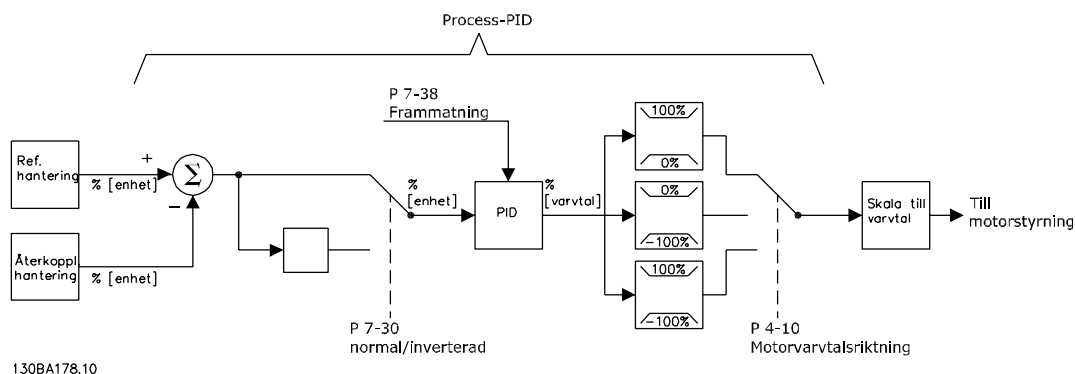 Process-PID
P 7-38
Frammatning
100%
0%
Ref.
hantering
+
% [enhet]
Σ
−
%
[enhet]
PID
%
[varvtal]
0%
-100%
Skala till
varvtal
Till
motorstyrning
Återkoppl.
hantering
% [enhet]
100%
-100%
P 7-30
normal/inverterad
P 4-10
Motorvarvtalsriktning
130BA178.10